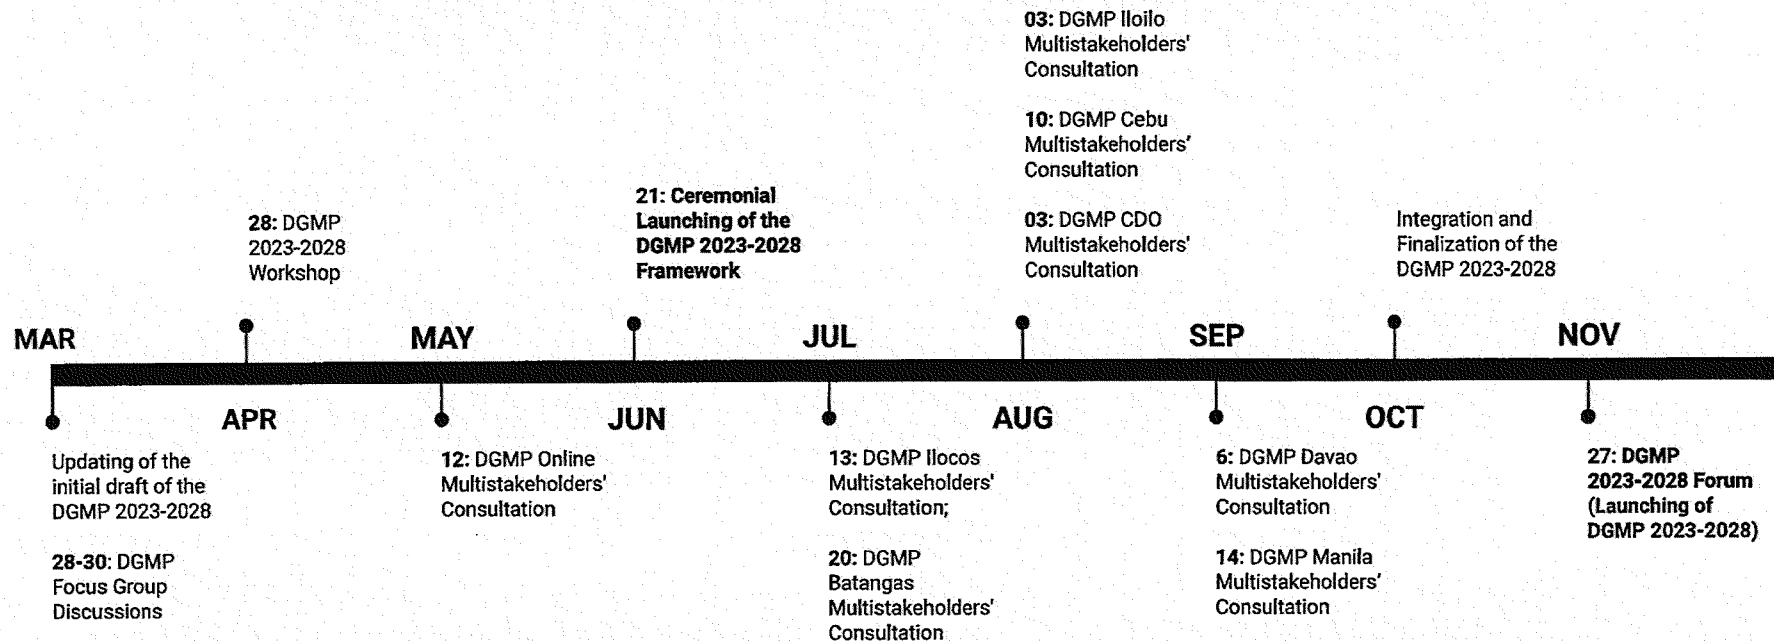 MAR
Updating of the
initial draft of the
DGMP 2023-2028
28-30: DGMP
Focus Group
Discussions
28: DGMP
2023-2028
Workshop
APR
MAY
12: DGMP Online
Multistakeholders'
Consultation
21: Ceremonial
Launching of the
DGMP 2023-2028
Framework
JUN
JUL
13: DGMP Ilocos
Multistakeholders'
Consultation;
20: DGMP
Batangas
Multistakeholders'
Consultation
03: DGMP Iloilo
Multistakeholders'
Consultation
10: DGMP Cebu
Multistakeholders'
Consultation
03: DGMP CDO
Multistakeholders'
Consultation
AUG
SEP
6: DGMP Davao
Multistakeholders'
Consultation
14: DGMP Manila
Multistakeholders'
Consultation
Integration and
Finalization of the
DGMP 2023-2028
OCT
NOV
27: DGMP
2023-2028 Forum
(Launching of
DGMP 2023-2028)